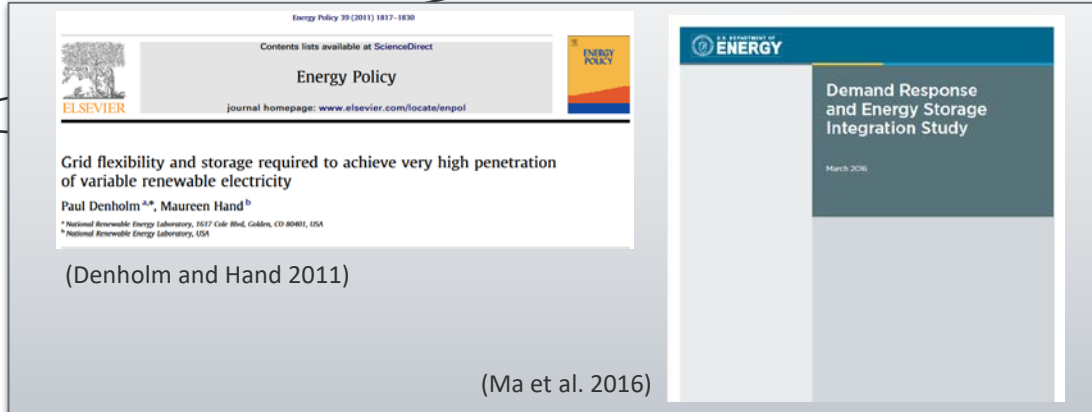 Energy Policy 39 (2011) 1817–1830
Contents lists available at ScienceDirect
Energy Policy
journal homepage: www.elsevier.com/locate/enpol
ELSEVIER
ENERGY
POLICY
Grid flexibility and storage required to achieve very high penetration
of variable renewable electricity
Paul Denholm a,*, Maureen Hand b
a National Renewable Energy Laboratory, 1617 Cole Blvd, Golden, CO 80401, USA
b National Renewable Energy Laboratory, USA
(Denholm and Hand 2011)
U.S. DEPARTMENT OF
ENERGY
Demand Response
and Energy Storage
Integration Study
March 2016
(Ma et al. 2016)